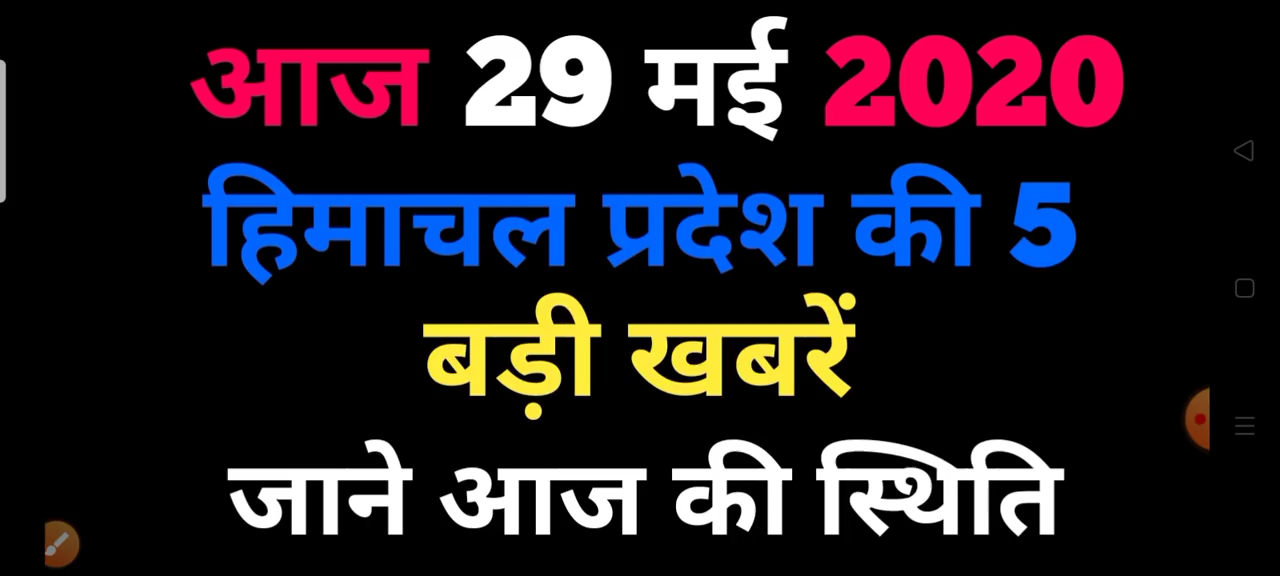 आज 29 मई 2020
हिमाचल प्रदेश की 5
बड़ी खबरें
जाने आज की स्थिति